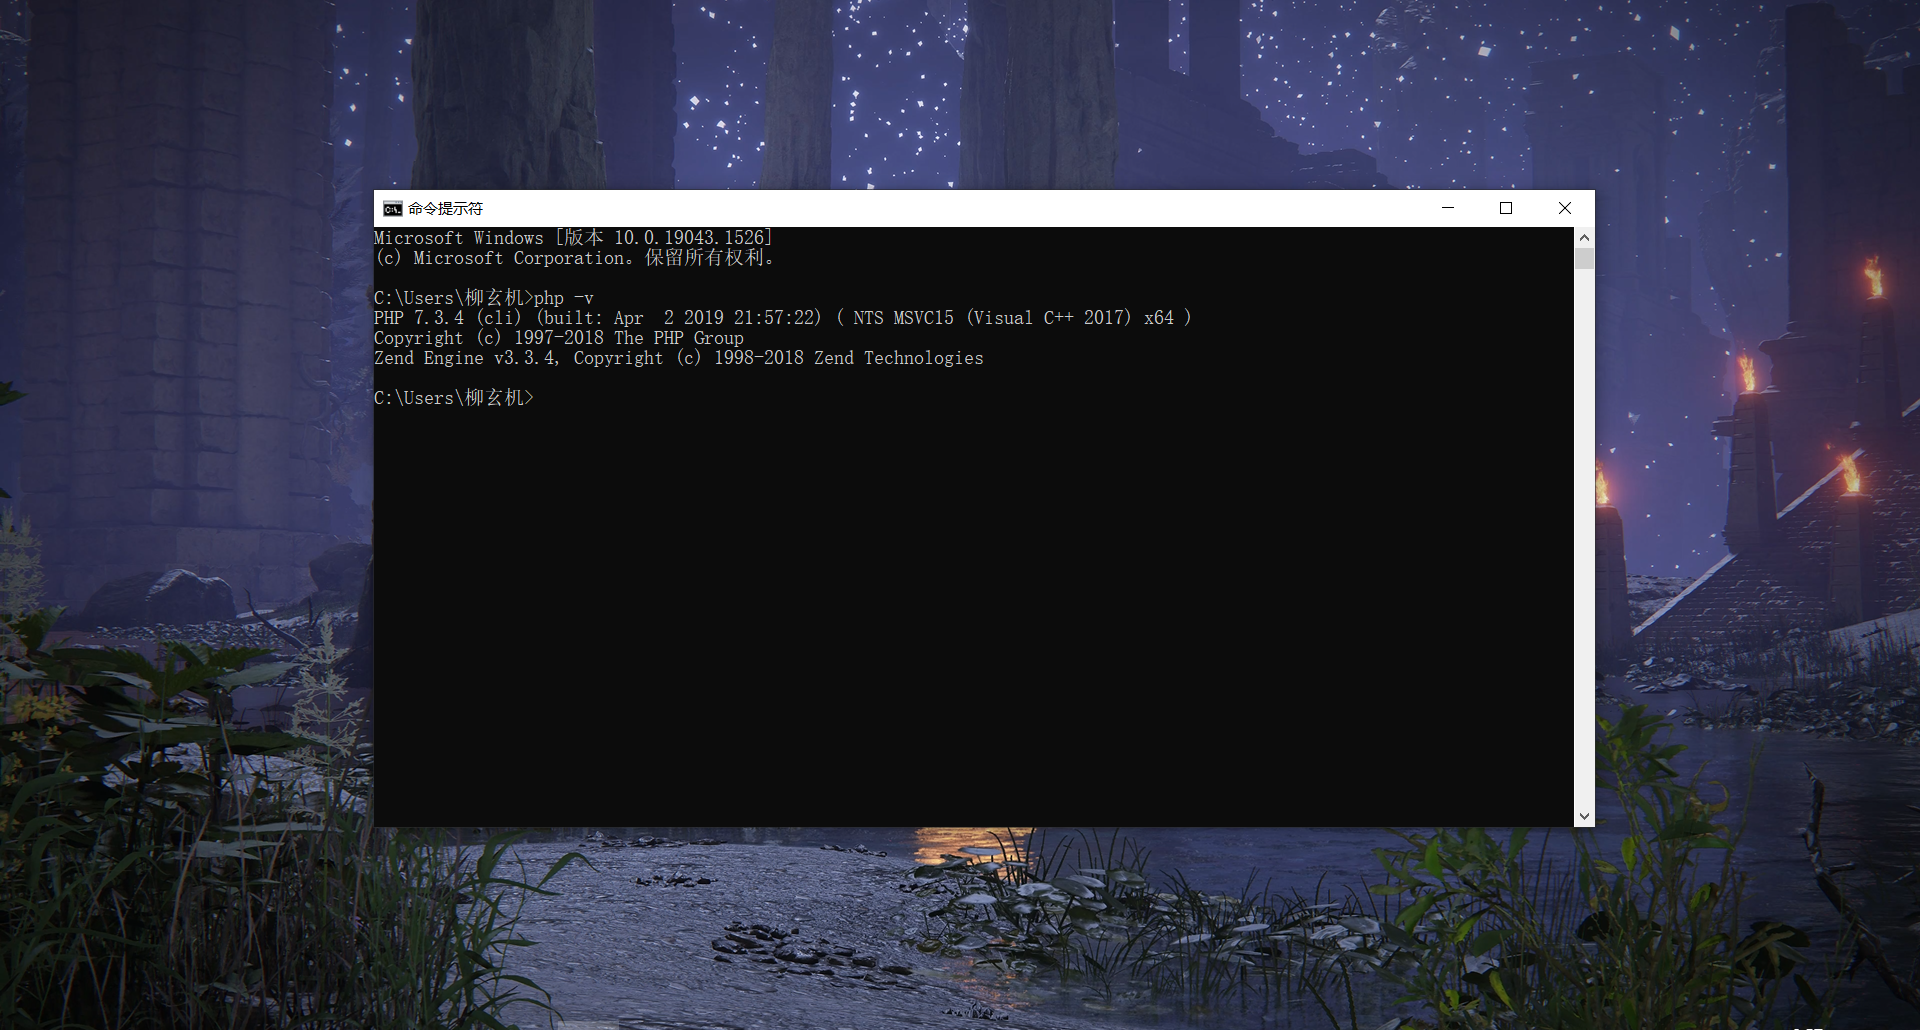 命令提示符
Microsoft Windows [版本 10.0.19043.1526]
(c) Microsoft Corporation。保留所有权利。
C:\Users\柳玄机>php -v
PHP 7.3.4 (cli) (built: Apr  2 2019 21:57:22) ( NTS MSVC15 (Visual C++ 2017) x64 )
Copyright (c) 1997-2018 The PHP Group
Zend Engine v3.3.4, Copyright (c) 1998-2018 Zend Technologies
C:\Users\柳玄机>